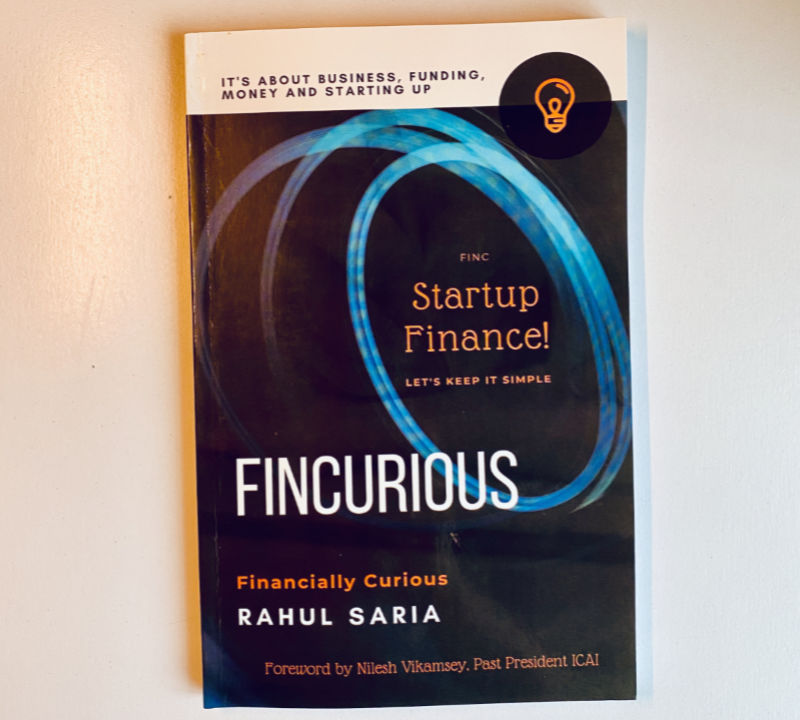 IT'S ABOUT BUSINESS, FUNDING,
MONEY AND STARTING UP
FINC
Startup
Finance!
LET'S KEEP IT SIMPLE
FINCURIOUS
Financially Curious
RAHUL SARIA
Foreword by Nilesh Vikamsey, Past President ICAI